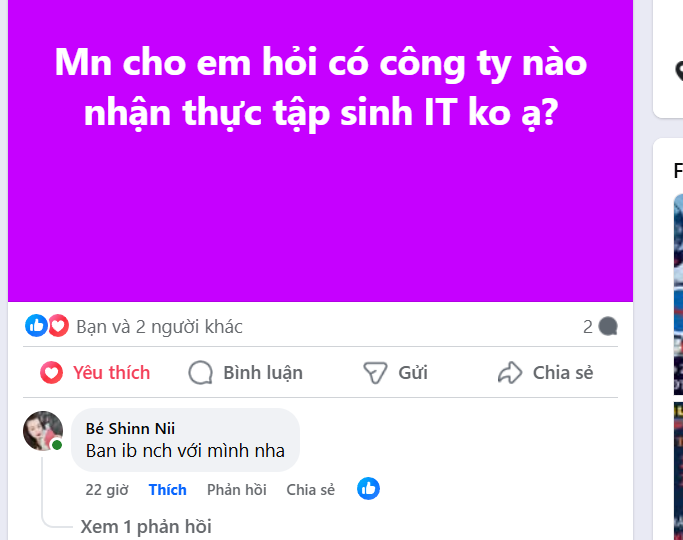 Mn cho em hỏi có công ty nào
nhận thực tập sinh IT ko ạ?
Bạn và 2 người khác
2
Yêu thích
Bình luận
Gửi
Chia sẻ
Bé Shinn Nii
Ban ib nch với mình nha
22 giờ
Thích
Phản hồi
Chia sẻ
Xem 1 phản hồi
F